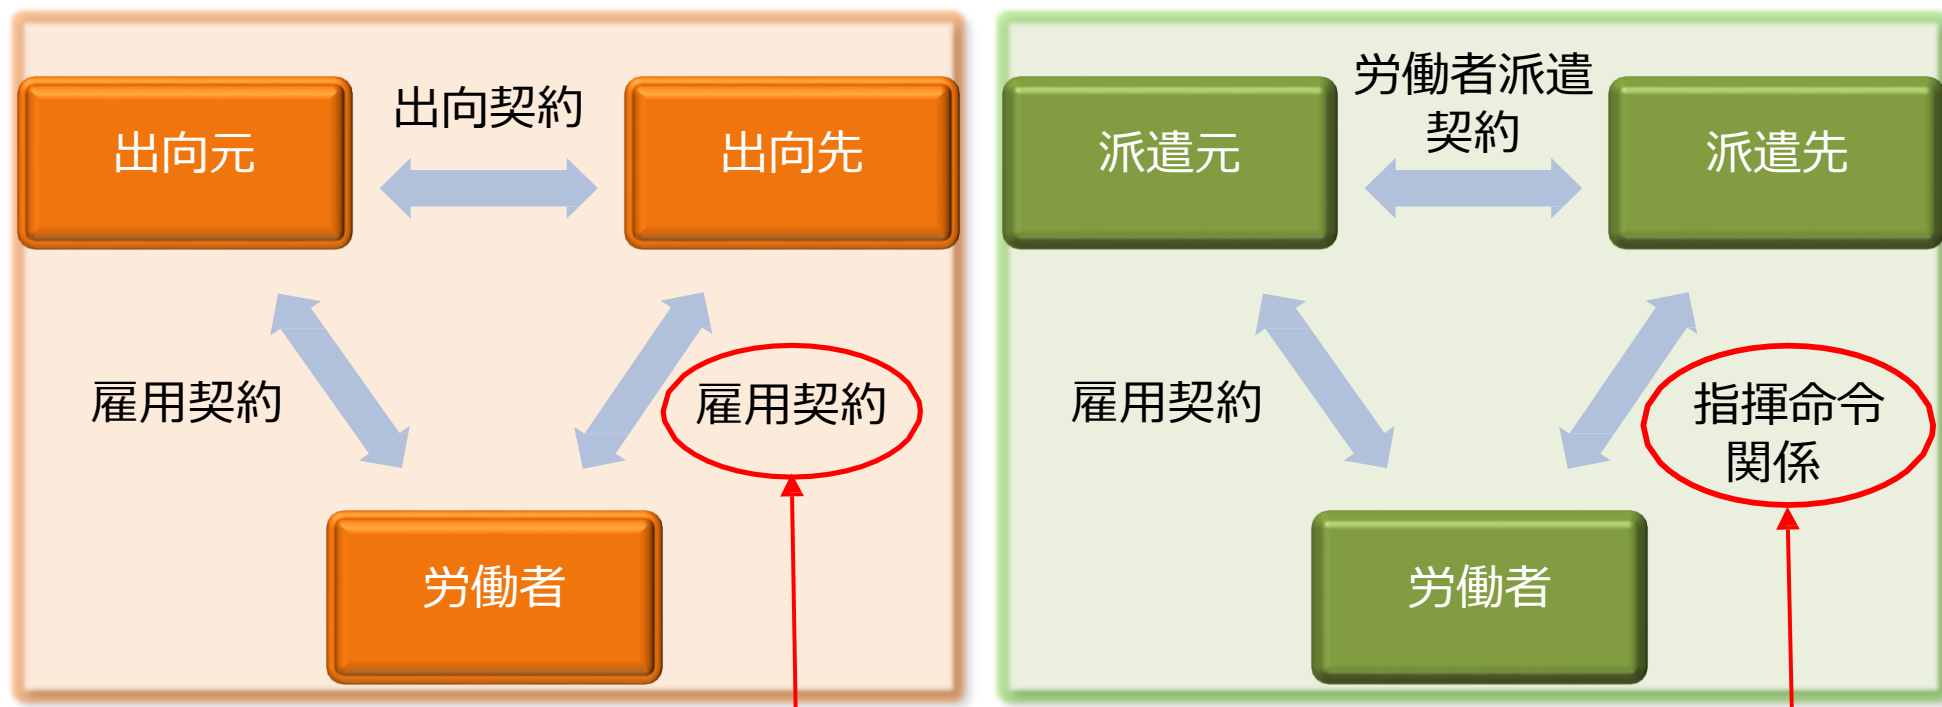 出向契約
出向元
出向先
雇用契約
雇用契約
労働者
労働者派遣
契約
派遣元
派遣先
雇用契約
指揮命令
関係
労働者